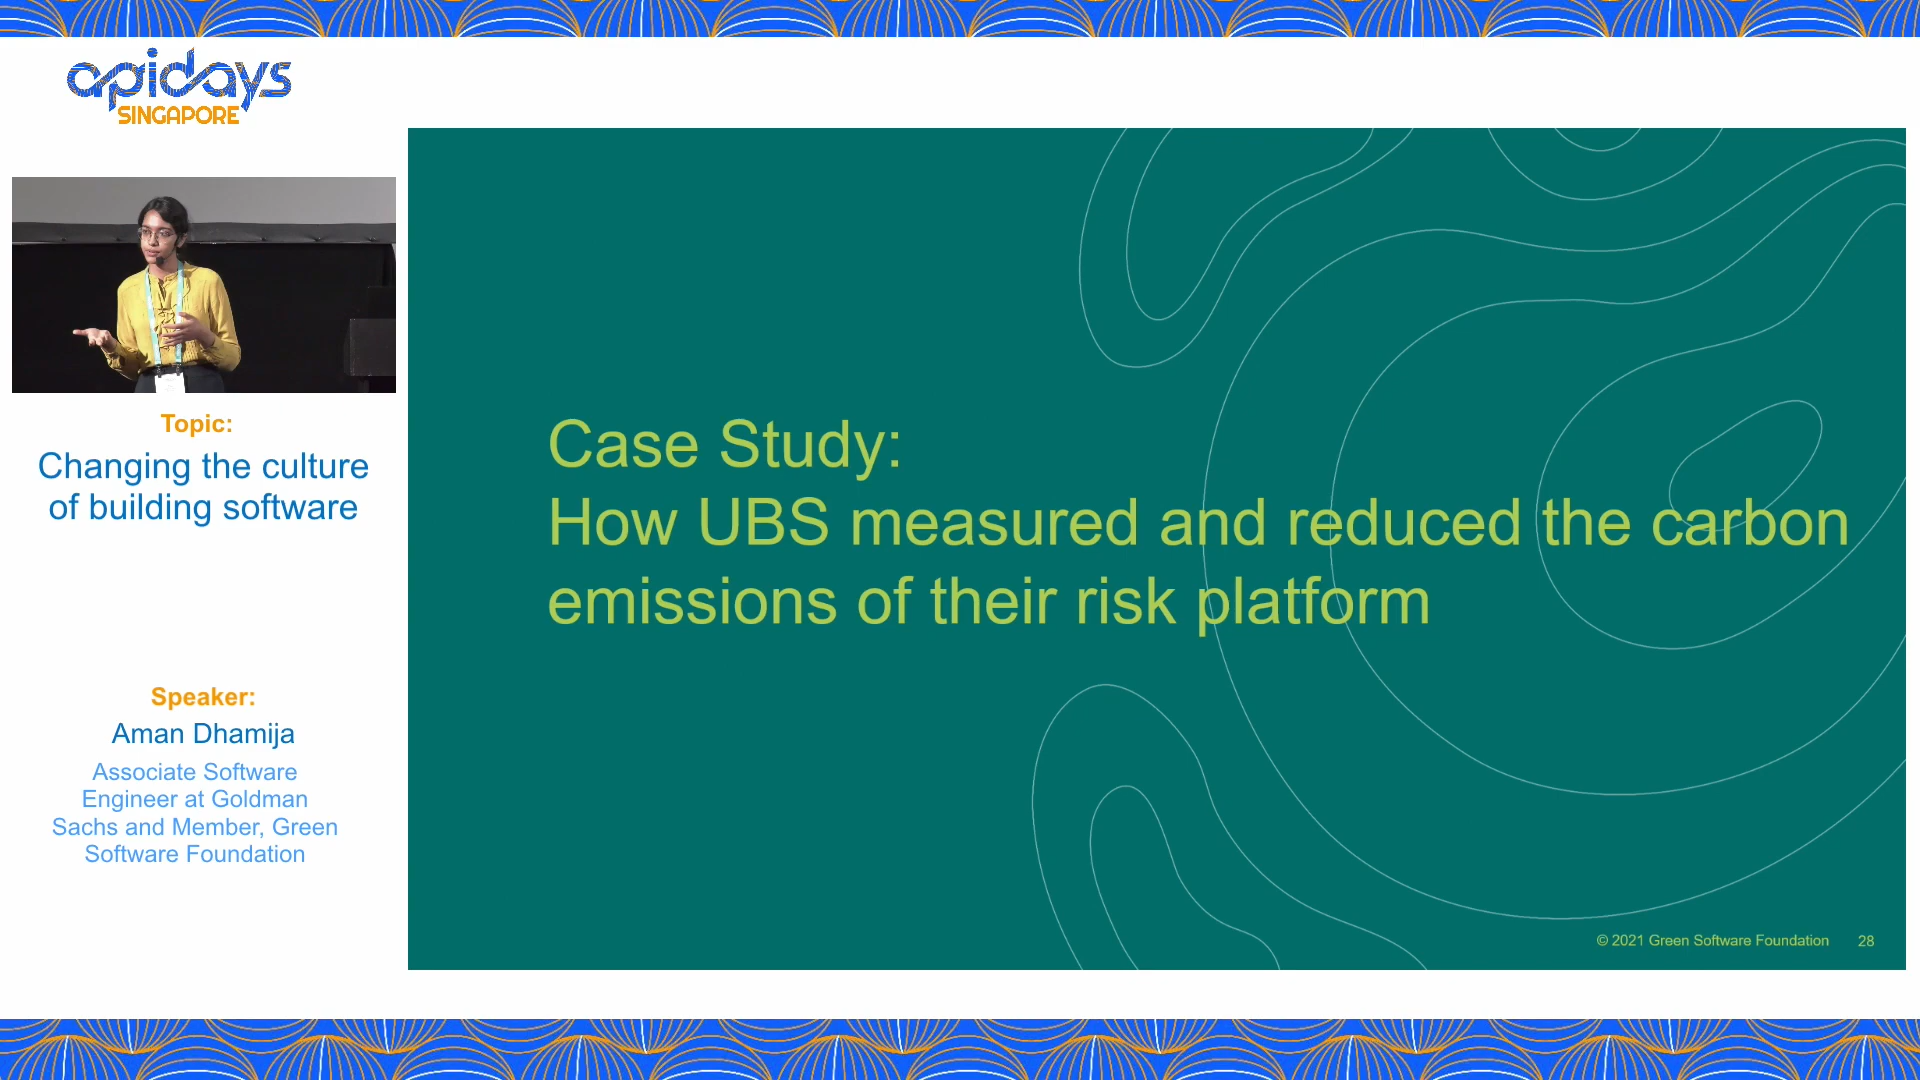 apidays
SINGAPORE
Topic:
Changing the culture
of building software
Speaker:
Aman Dhamija
Associate Software
Engineer at Goldman
Sachs and Member, Green
Software Foundation
Case Study:
How UBS measured and reduced the carbon
emissions of their risk platform
© 2021 Green Software Foundation 28